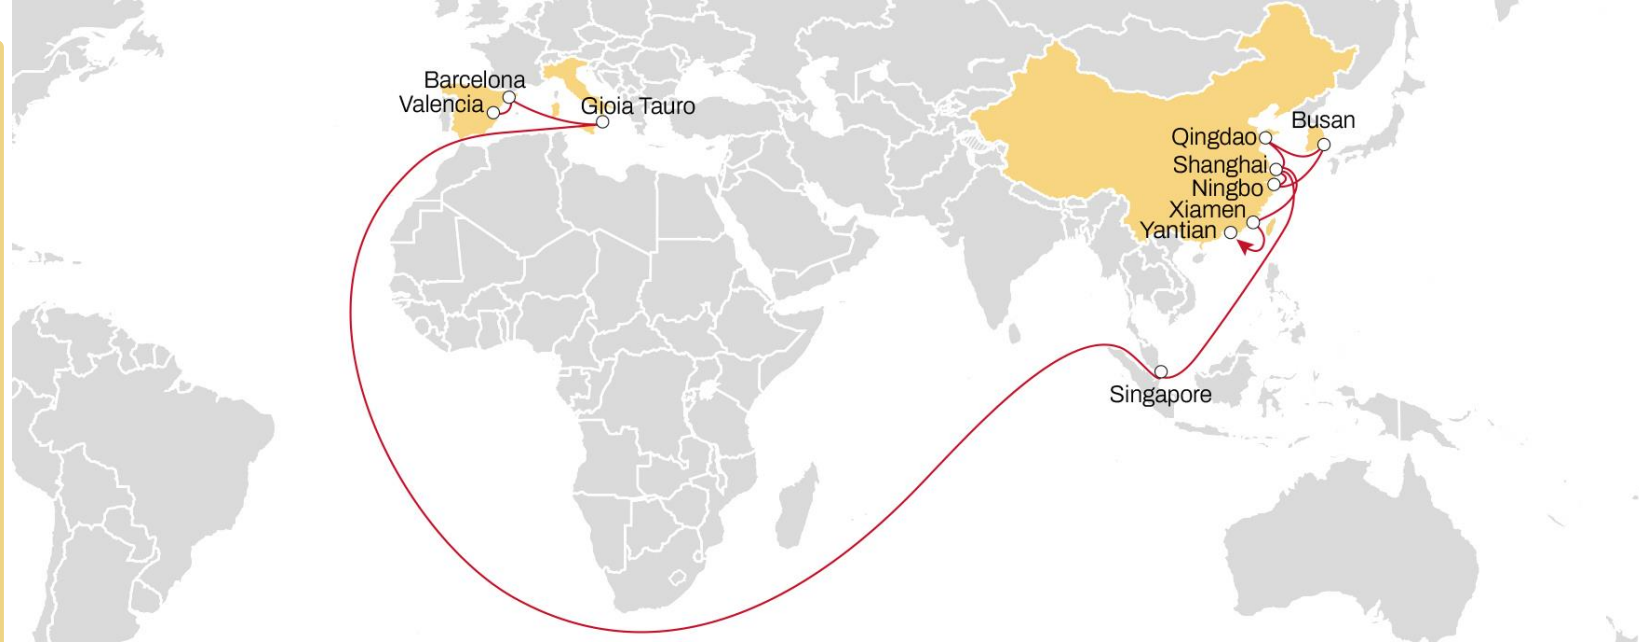 Barcelona
Valencia
Gioia Tauro
Busan
Qingdao
Shanghai
Ningbo
Xiamen
Yantian
Singapore